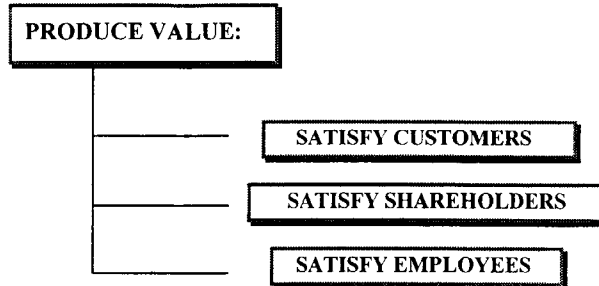 PRODUCE VALUE:
SATISFY CUSTOMERS
SATISFY SHAREHOLDERS
SATISFY EMPLOYEES